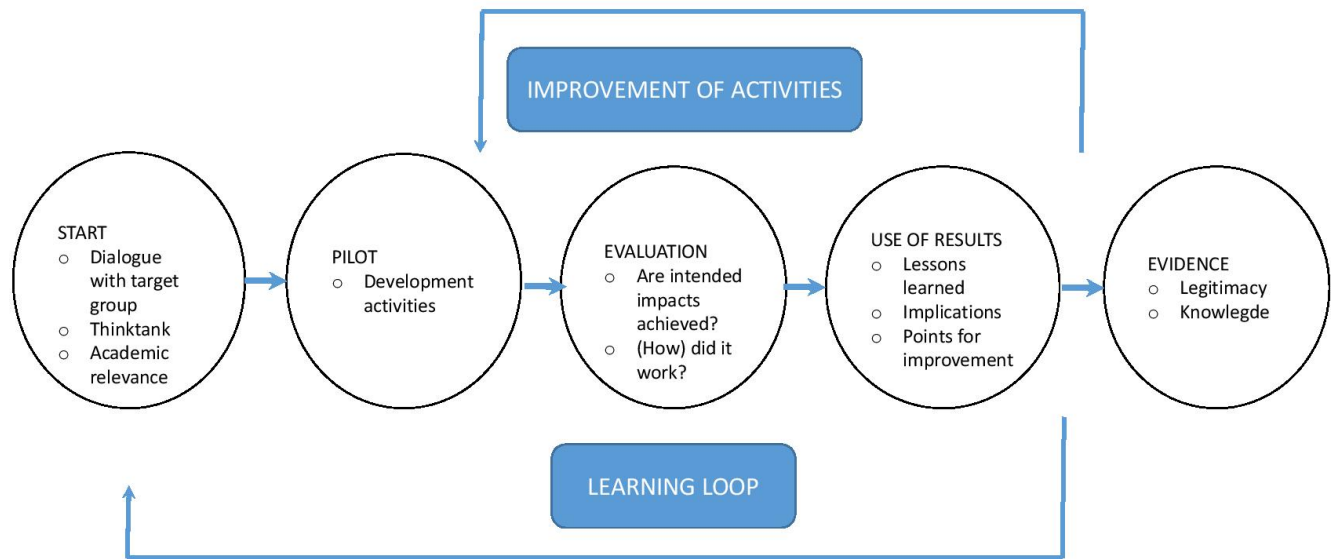 IMPROVEMENT OF ACTIVITIES
START
○ Dialogue
with target
group
○ Thinktank
○ Academic
relevance
PILOT
○ Development
activities
EVALUATION
○ Are intended
impacts
achieved?
○ (How) did it
work?
USE OF RESULTS
○ Lessons
learned
○ Implications
○ Points for
improvement
EVIDENCE
○ Legitimacy
○ Knowlegde
LEARNING LOOP